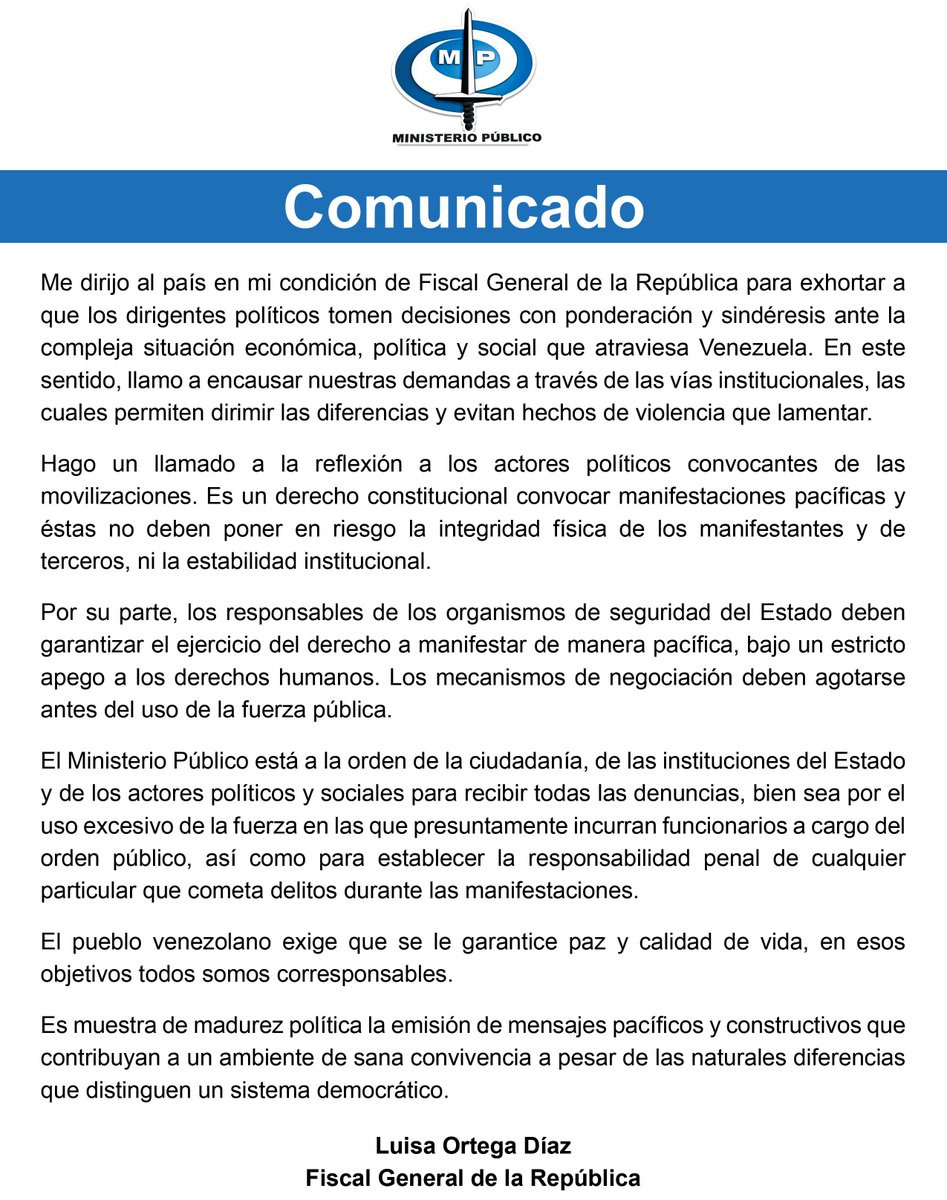 MP
MINISTERIO PÚBLICO
Comunicado
Me dirijo al país en mi condición de Fiscal General de la República para exhortar a
que los dirigentes políticos tomen decisiones con ponderación y sindéresis ante la
compleja situación económica, política y social que atraviesa Venezuela. En este
sentido, llamo a encausar nuestras demandas a través de las vías institucionales, las
cuales permiten dirimir las diferencias y evitan hechos de violencia que lamentar.
Hago un llamado a la reflexión a los actores políticos convocantes de las
movilizaciones. Es un derecho constitucional convocar manifestaciones pacíficas y
éstas no deben poner en riesgo la integridad física de los manifestantes y de
terceros, ni la estabilidad institucional.
Por su parte, los responsables de los organismos de seguridad del Estado deben
garantizar el ejercicio del derecho a manifestar de manera pacífica, bajo un estricto
apego a los derechos humanos. Los mecanismos de negociación deben agotarse
antes del uso de la fuerza pública.
El Ministerio Público está a la orden de la ciudadanía, de las instituciones del Estado
y de los actores políticos y sociales para recibir todas las denuncias, bien sea por el
uso excesivo de la fuerza en las que presuntamente incurran funcionarios a cargo del
orden público, así como para establecer la responsabilidad penal de cualquier
particular que cometa delitos durante las manifestaciones.
El pueblo venezolano exige que se le garantice paz y calidad de vida, en esos
objetivos todos somos corresponsables.
Es muestra de madurez política la emisión de mensajes pacíficos y constructivos que
contribuyan a un ambiente de sana convivencia a pesar de las naturales diferencias
que distinguen un sistema democrático.
Luisa Ortega Díaz
Fiscal General de la República